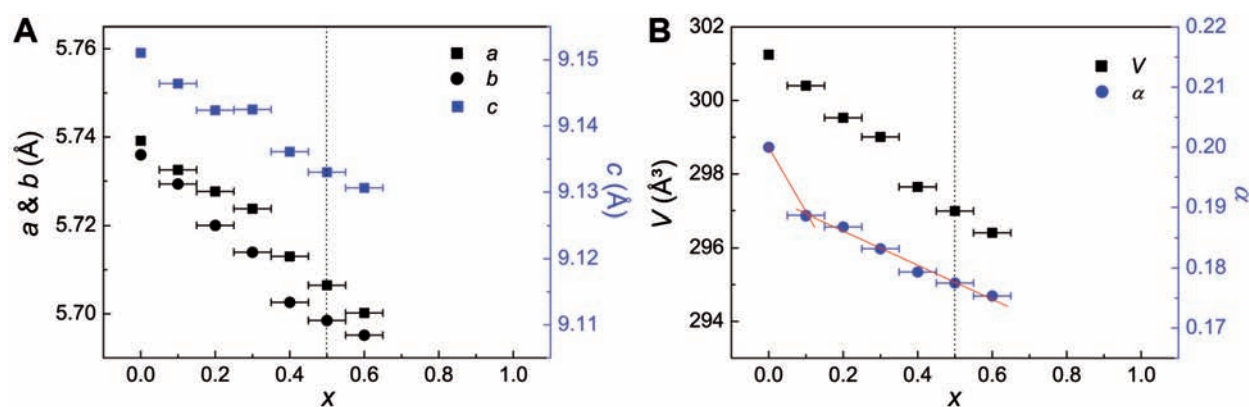 A
5.76
5.74
5.72
5.70
a & b (Å)
a
b
c
9.15
9.14
9.13
9.12
9.11
c (Å)
0.0 0.2 0.4 0.6 0.8 1.0
x
B
302
300
298
296
294
V (Å³)
V
α
0.22
0.21
0.20
0.19
0.18
0.17
α
0.0 0.2 0.4 0.6 0.8 1.0
x